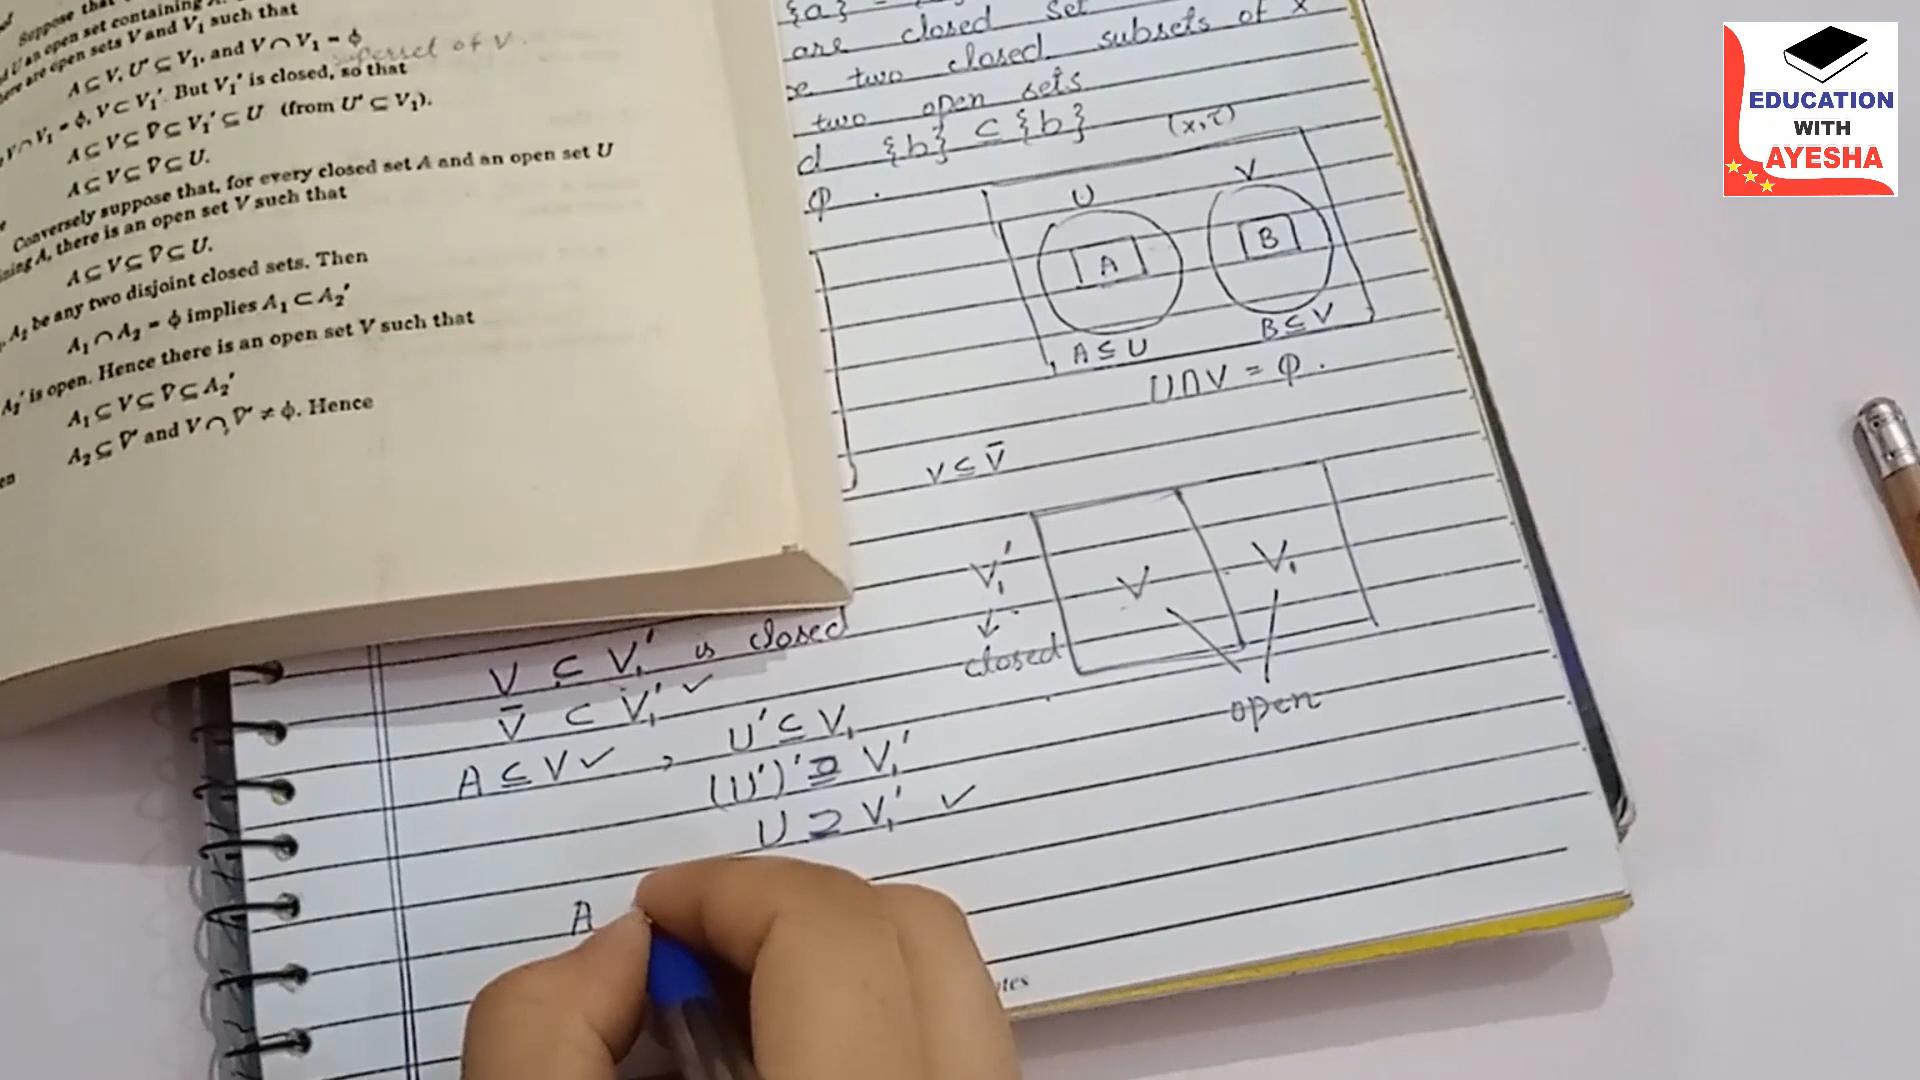 Suppose that
U an open set containing A.
there are open sets V and V₁ such that
A ⊆ V, U' ⊆ V₁, and V ∩ V₁ = ϕ
superset of V.
V ∩ V₁ = ϕ, V ⊂ V₁'. But V₁' is closed, so that
A ⊆ V ⊆ V̄ ⊆ V₁' ⊆ U (from U' ⊆ V₁).
A ⊆ V ⊆ V̄ ⊆ U.
Conversely suppose that, for every closed set A and an open set U
A, there is an open set V such that
A ⊆ V ⊆ V̄ ⊆ U.
A₂ be any two disjoint closed sets. Then
A₁ ∩ A₂ = ϕ implies A₁ ⊂ A₂'
A₂' is open. Hence there is an open set V such that
A₁ ⊆ V ⊆ V̄ ⊆ A₂'
A₂ ⊆ V̄' and V ∩ V̄' ≠ ϕ. Hence
{a}
are closed set
two closed subsets of X
two open sets
d {b} ⊆ {b}
φ .
(X,τ)
U V
A B
A ⊆ U B ⊆ V
U ∩ V = φ .
V ⊆ V̄
V₁' V V₁
↓
closed
open
V ⊂ V₁' is closed
V̄ ⊂ V₁' ✓
A ⊆ V ✓ , U' ⊆ V₁
(U')' ⊇ V₁'
U ⊇ V₁' ✓
A
EDUCATION
WITH
AYESHA